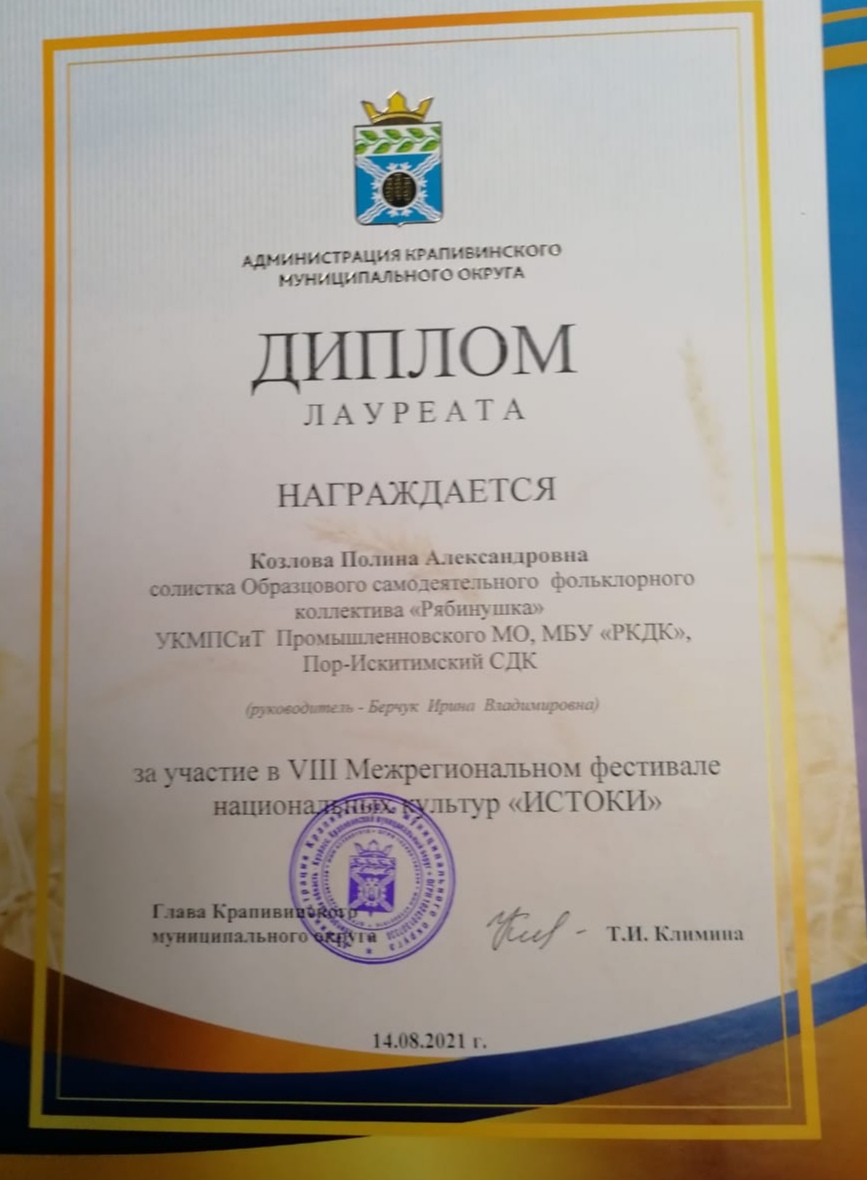 АДМИНИСТРАЦИЯ КРАПИВИНСКОГО
МУНИЦИПАЛЬНОГО ОКРУГА
ДИПЛОМ
ЛАУРЕАТА
НАГРАЖДАЕТСЯ
Козлова Полина Александровна
солистка Образцового самодеятельного фольклорного
коллектива «Рябинушка»
УКМПСиТ Промышленновского МО, МБУ «РКДК»,
Пор-Искитимский СДК
(руководитель - Берчук Ирина Владимировна)
за участие в VIII Межрегиональном фестивале
национальных культур «ИСТОКИ»
Глава Крапивинского
муниципального округа
Т.И. Климина
14.08.2021 г.